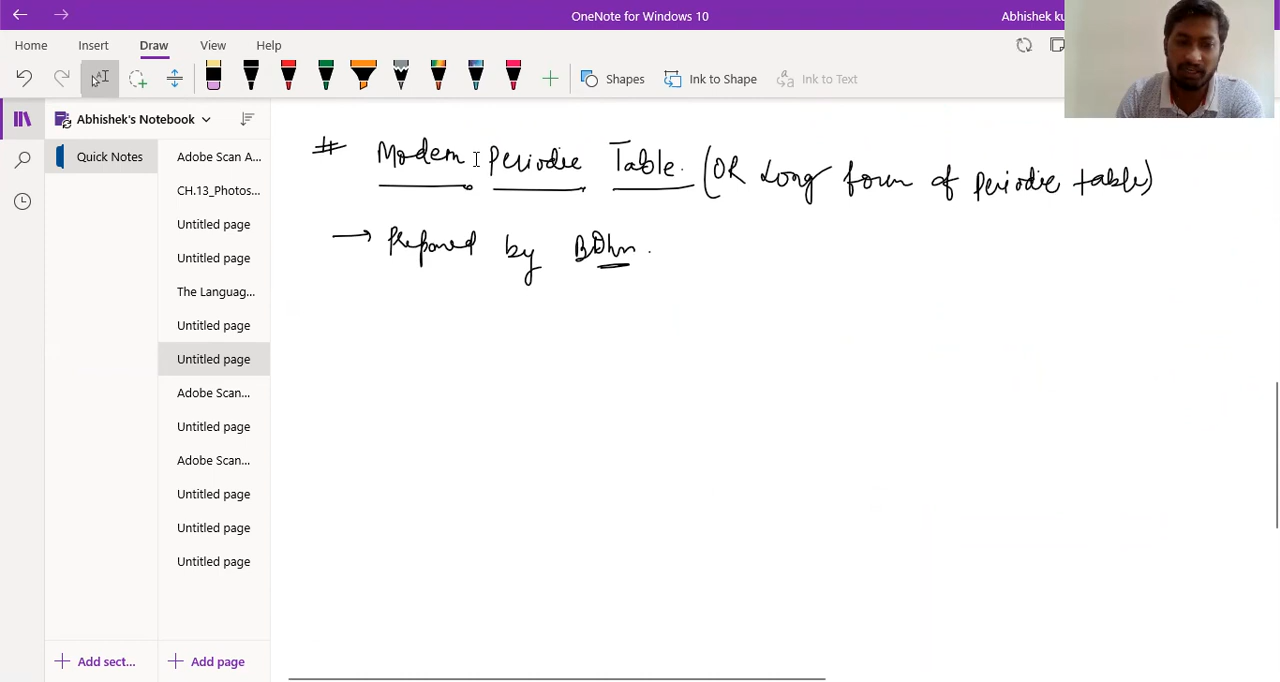 OneNote for Windows 10
Abhishek ku
Home Insert Draw View Help
Shapes Ink to Shape Ink to Text
Abhishek's Notebook
Quick Notes
Adobe Scan A...
CH.13_Photos...
Untitled page
Untitled page
The Languag...
Untitled page
Untitled page
Adobe Scan...
Untitled page
Adobe Scan...
Untitled page
Untitled page
Untitled page
Add sect...
Add page
# Modern Periodic Table. (OR Long form of periodic table)
→ Prepared by BOhr.